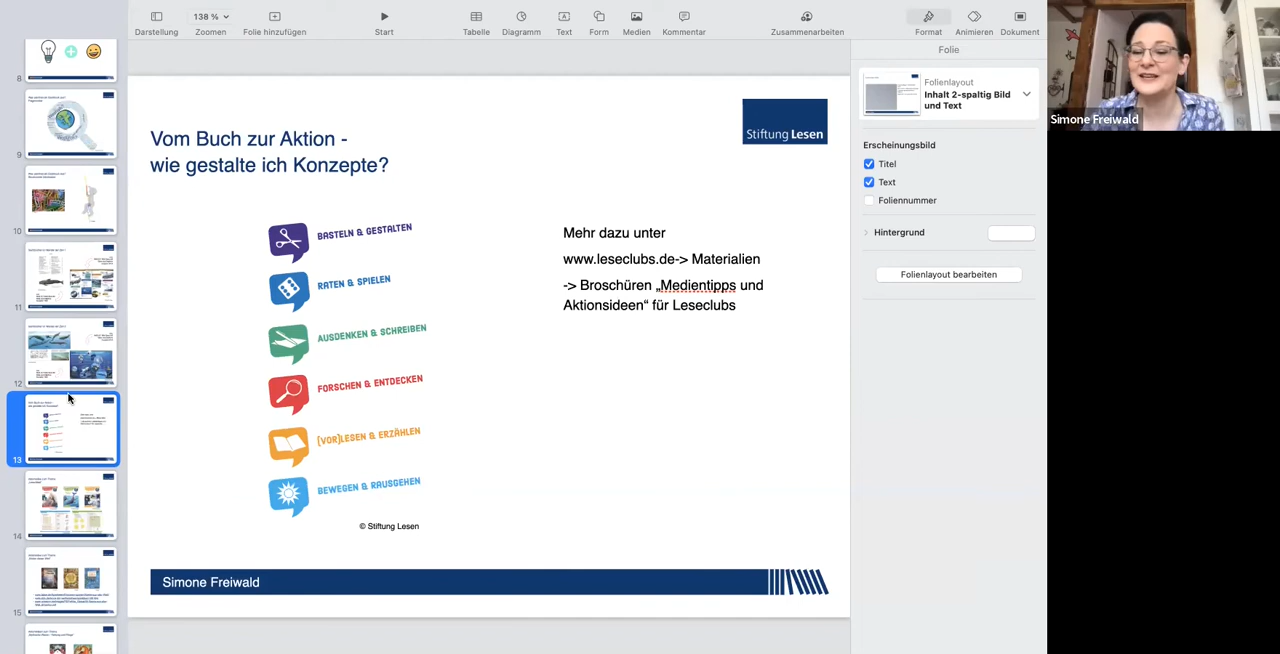 138 %
Darstellung
Zoomen
Folie hinzufügen
Start
Tabelle
Diagramm
Text
Form
Medien
Kommentar
Zusammenarbeiten
Format
Animieren
Dokument
Folie
Folienlayout
Inhalt 2-spaltig Bild
und Text
Erscheinungsbild
Titel
Text
Foliennummer
Hintergrund
Folienlayout bearbeiten
Simone Freiwald
8
9
10
11
12
13
14
15
Vom Buch zur Aktion -
wie gestalte ich Konzepte?
Stiftung Lesen
BASTELN & GESTALTEN
RATEN & SPIELEN
AUSDENKEN & SCHREIBEN
FORSCHEN & ENTDECKEN
(VOR)LESEN & ERZÄHLEN
BEWEGEN & RAUSGEHEN
© Stiftung Lesen
Mehr dazu unter
www.leseclubs.de-> Materialien
-> Broschüren „Medientipps und
Aktionsideen“ für Leseclubs
Simone Freiwald